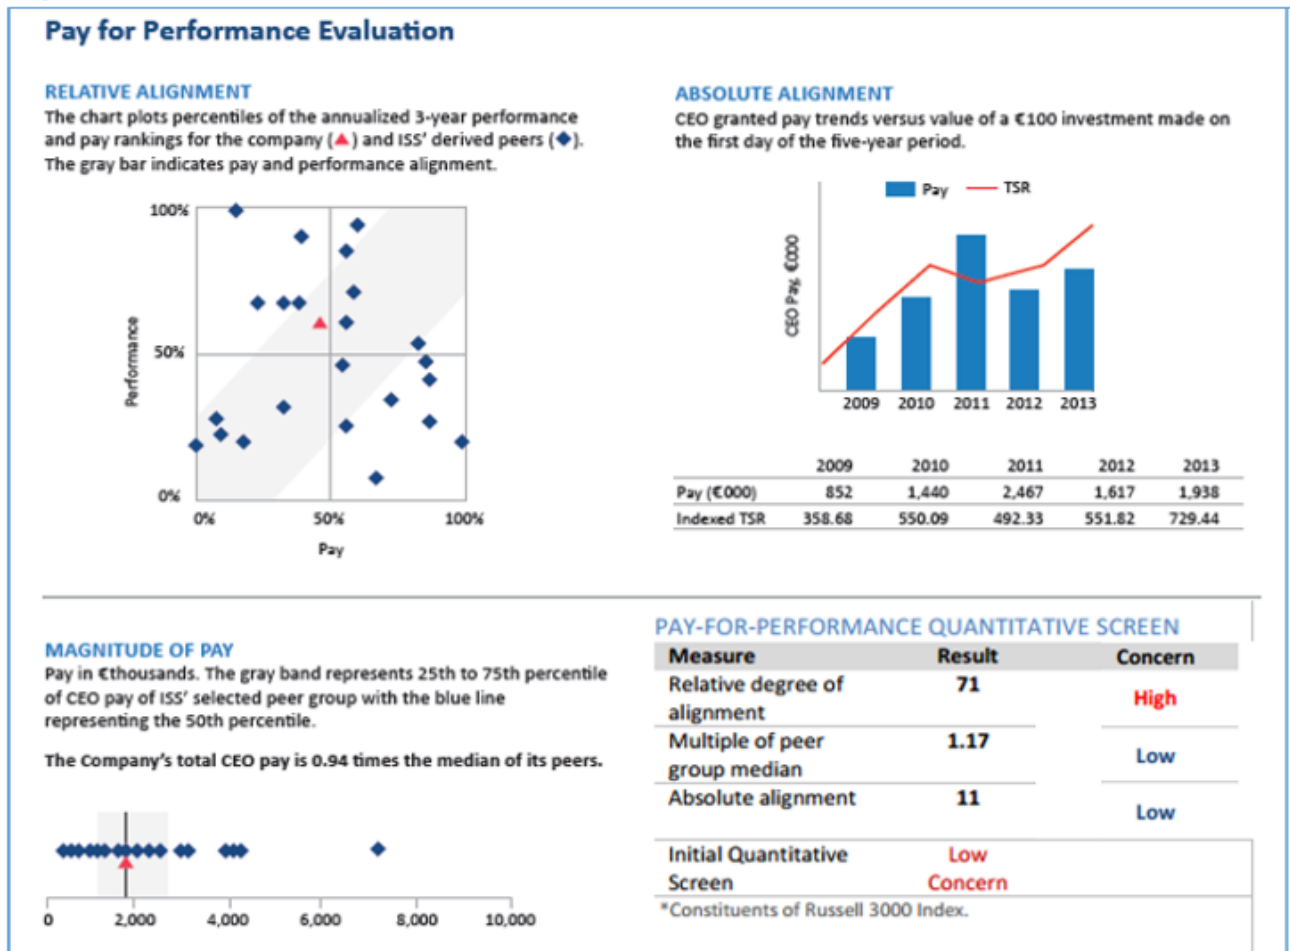 Pay for Performance Evaluation
RELATIVE ALIGNMENT
The chart plots percentiles of the annualized 3-year performance
and pay rankings for the company (▲) and ISS' derived peers (◆).
The gray bar indicates pay and performance alignment.
100%
50%
0%
Performance
0% 50% 100%
Pay
ABSOLUTE ALIGNMENT
CEO granted pay trends versus value of a €100 investment made on
the first day of the five-year period.
Pay TSR
CEO Pay, €000
2009 2010 2011 2012 2013
2009 2010 2011 2012 2013
Pay (€000) 852 1,440 2,467 1,617 1,938
Indexed TSR 358.68 550.09 492.33 551.82 729.44
MAGNITUDE OF PAY
Pay in €thousands. The gray band represents 25th to 75th percentile
of CEO pay of ISS' selected peer group with the blue line
representing the 50th percentile.
The Company's total CEO pay is 0.94 times the median of its peers.
0 2,000 4,000 6,000 8,000 10,000
PAY-FOR-PERFORMANCE QUANTITATIVE SCREEN
Measure Result Concern
Relative degree of 71 High
alignment
Multiple of peer 1.17 Low
group median
Absolute alignment 11 Low
Initial Quantitative Low
Screen Concern
*Constituents of Russell 3000 Index.